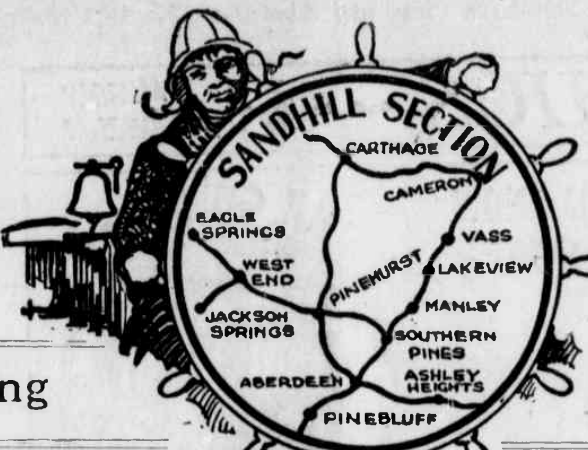 SANDHILL SECTION
CARTHAGE
CAMERON
EAGLE
SPRINGS
VASS
WEST
END
PINEHURST
LAKEVIEW
JACKSON
SPRINGS
MANLEY
SOUTHERN
PINES
ABERDEEN
ASHLEY
HEIGHTS
PINEBLUFF
ng